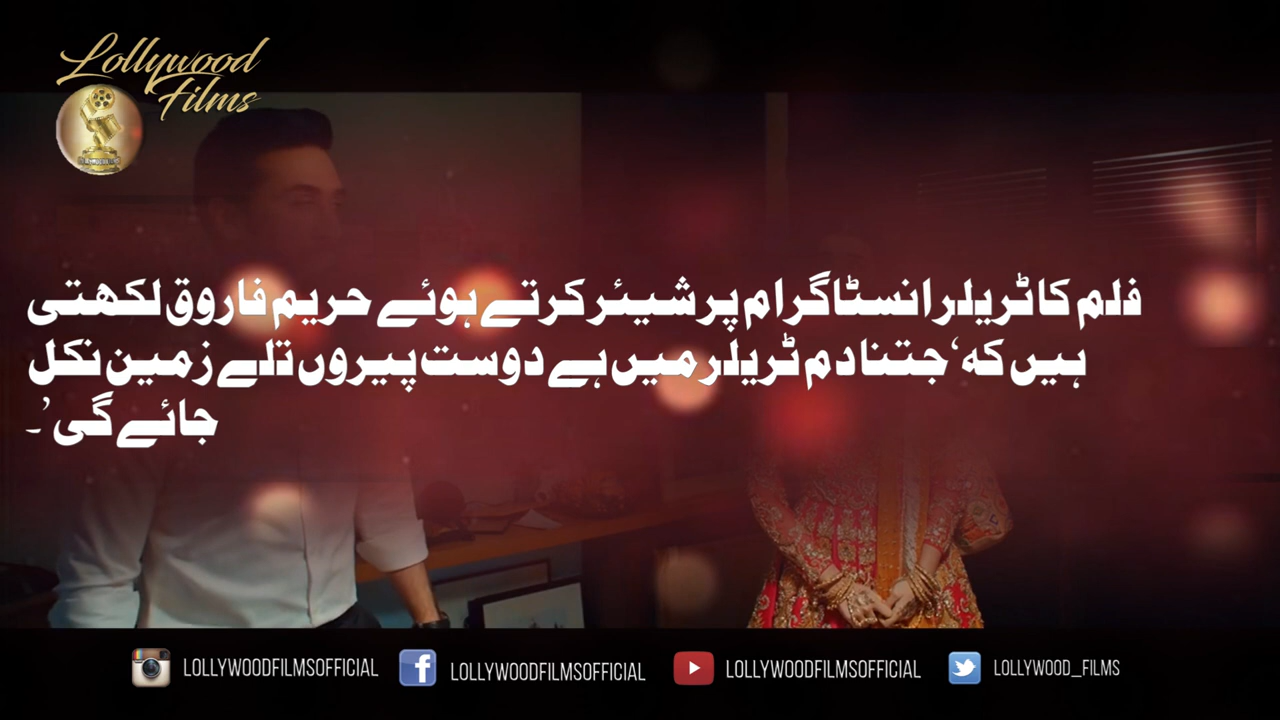 Lollywood
Films
فلم کا ٹریلر انسٹاگرام پر شیئر کرتے ہوئے حریم فاروق لکھتی
ہیں کہ ‘جتنا دم ٹریلر میں ہے دوست پیروں تلے زمین نکل
جائے گی’۔
LOLLYWOODFILMSOFFICIAL
LOLLYWOODFILMSOFFICIAL
LOLLYWOODFILMSOFFICIAL
LOLLYWOOD_FILMS